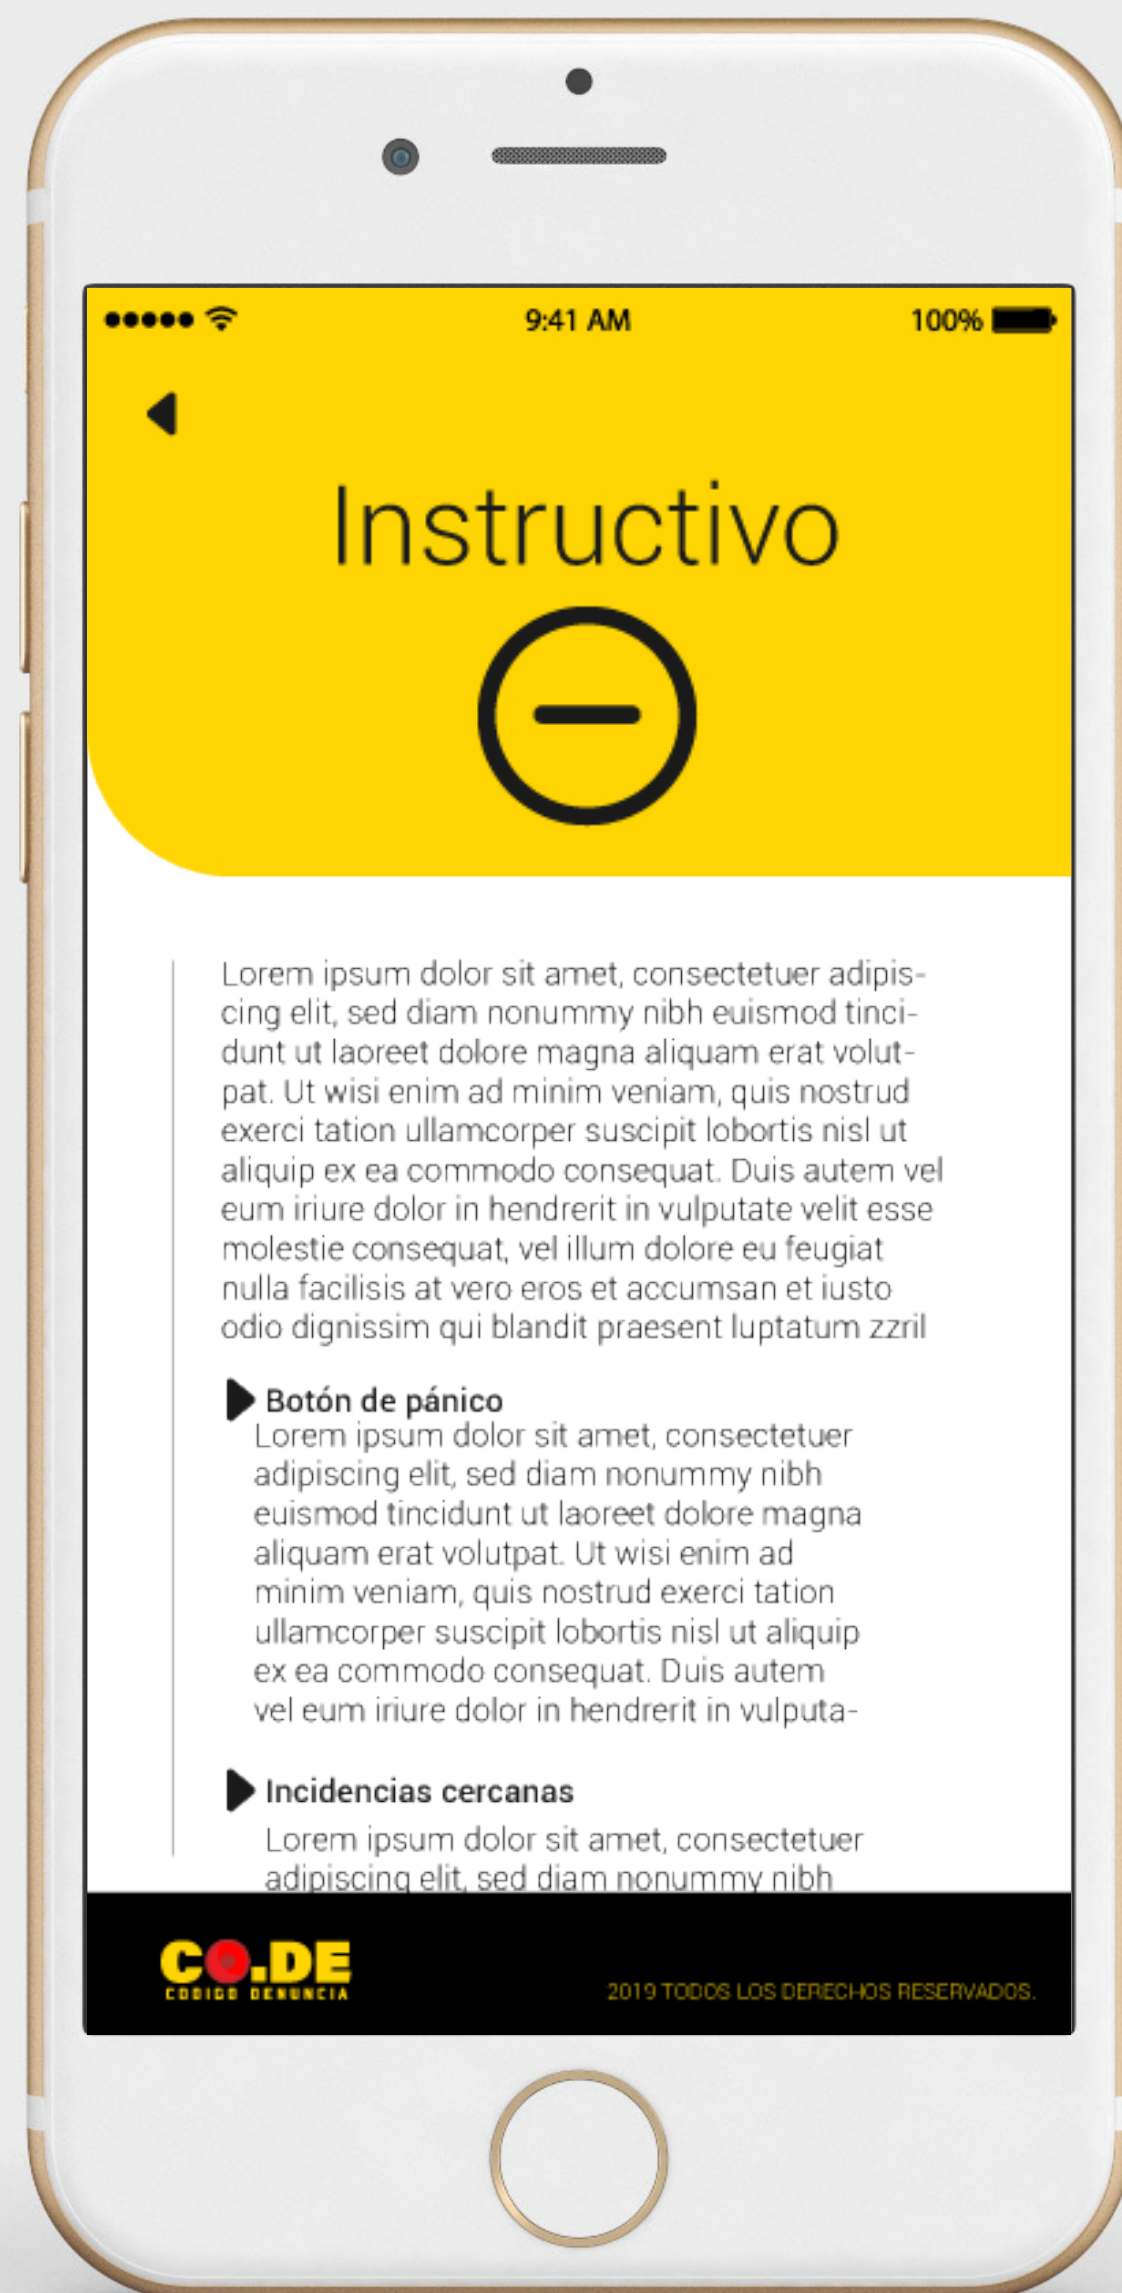 9:41 AM
100%
Instructivo
Lorem ipsum dolor sit amet, consectetuer adipis-
cing elit, sed diam nonummy nibh euismod tinci-
dunt ut laoreet dolore magna aliquam erat volut-
pat. Ut wisi enim ad minim veniam, quis nostrud
exerci tation ullamcorper suscipit lobortis nisl ut
aliquip ex ea commodo consequat. Duis autem vel
eum iriure dolor in hendrerit in vulputate velit esse
molestie consequat, vel illum dolore eu feugiat
nulla facilisis at vero eros et accumsan et iusto
odio dignissim qui blandit praesent luptatum zzril
Botón de pánico
Lorem ipsum dolor sit amet, consectetuer
adipiscing elit, sed diam nonummy nibh
euismod tincidunt ut laoreet dolore magna
aliquam erat volutpat. Ut wisi enim ad
minim veniam, quis nostrud exerci tation
ullamcorper suscipit lobortis nisl ut aliquip
ex ea commodo consequat. Duis autem
vel eum iriure dolor in hendrerit in vulputa-
Incidencias cercanas
Lorem ipsum dolor sit amet, consectetuer
adipiscing elit, sed diam nonummy nibh
CO.DE
CODIGO DENUNCIA
2019 TODOS LOS DERECHOS RESERVADOS.